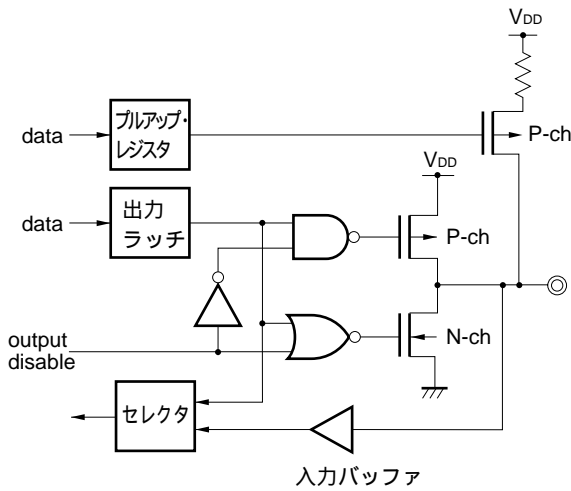 VDD
data
プルアップ・
レジスタ
P-ch
VDD
data
出力
ラッチ
P-ch
output
disable
N-ch
セレクタ
入力バッファ